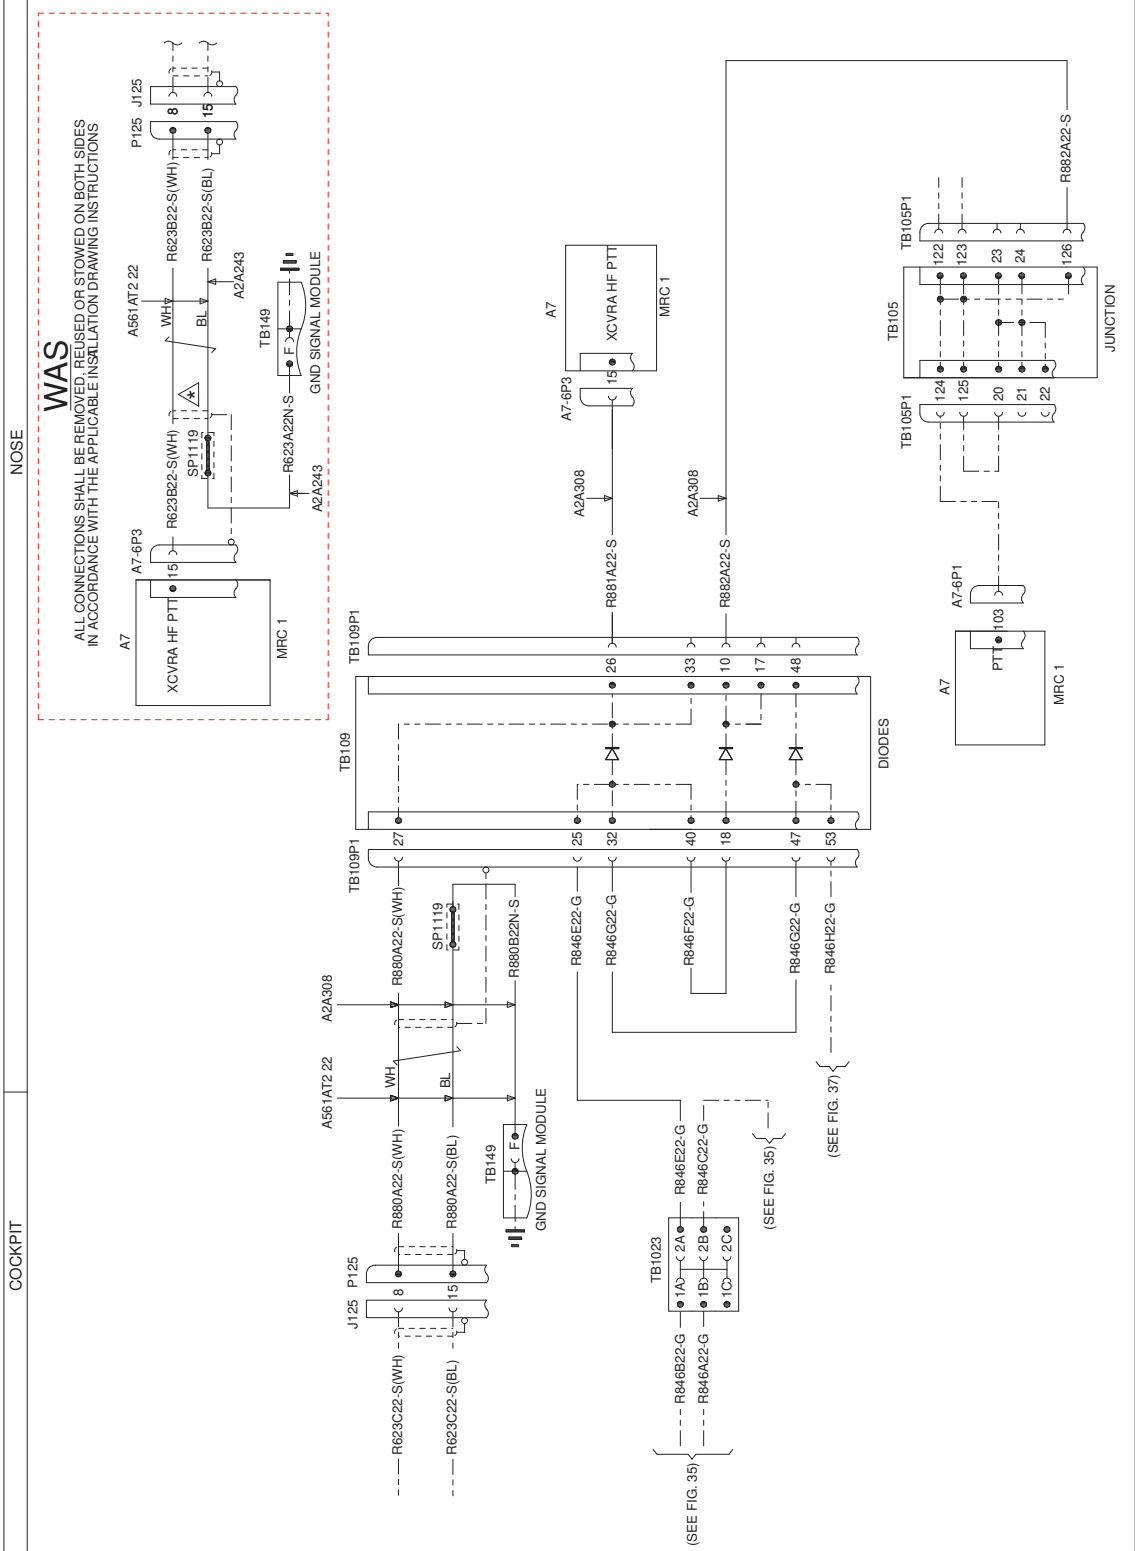 COCKPIT
NOSE
WAS
ALL CONNECTIONS SHALL BE REMOVED, REUSED OR STOWED ON BOTH SIDES
IN ACCORDANCE WITH THE APPLICABLE INSALLATION DRAWING INSTRUCTIONS
A7
XCVRA HF PTT
MRC 1
15
A7-6P3
R623B22-S(WH)
SP1119
*
WH
BL
A561AT2 22
R623B22-S(WH)
R623B22-S(BL)
A2A243
P125
J125
8
15
R623A22N-S
A2A243
TB149
F
GND SIGNAL MODULE
R623C22-S(WH)
R623C22-S(BL)
J125
P125
8
15
R880A22-S(WH)
R880A22-S(BL)
A561AT2 22
WH
BL
A2A308
R880A22-S(WH)
SP1119
R880B22N-S
TB149
F
GND SIGNAL MODULE
TB109P1
27
25
32
40
18
47
53
TB109
DIODES
TB109P1
26
33
10
17
48
R846E22-G
R846G22-G
R846F22-G
R846G22-G
R846H22-G
(SEE FIG. 37)
R881A22-S
A2A308
A7-6P3
15
A7
XCVRA HF PTT
MRC 1
R882A22-S
A2A308
(SEE FIG. 35)
R846B22-G
R846A22-G
TB1023
1A
2A
1B
2B
1C
2C
R846E22-G
R846C22-G
(SEE FIG. 35)
A7
PTT
MRC 1
103
A7-6P1
TB105P1
124
125
20
21
22
TB105
JUNCTION
TB105P1
122
123
23
24
126
R882A22-S